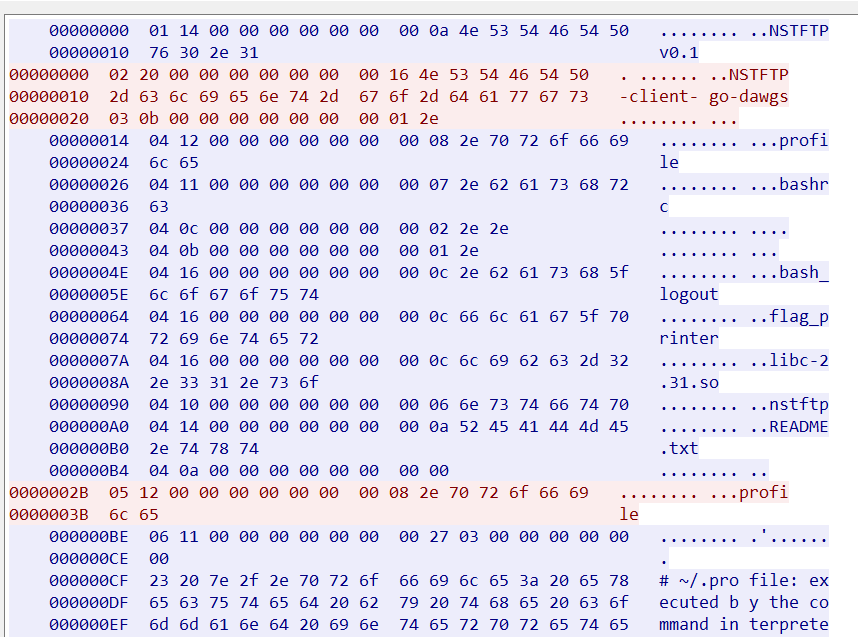 00000000 01 14 00 00 00 00 00 00 00 0a 4e 53 54 46 54 50 ........ ..NSTFTP
00000010 76 30 2e 31 v0.1
00000000 02 20 00 00 00 00 00 00 00 16 4e 53 54 46 54 50 . ...... ..NSTFTP
00000010 2d 63 6c 69 65 6e 74 2d 67 6f 2d 64 61 77 67 73 -client- go-dawgs
00000020 03 0b 00 00 00 00 00 00 00 01 2e ........ ...
00000014 04 12 00 00 00 00 00 00 00 08 2e 70 72 6f 66 69 ........ ...profi
00000024 6c 65 le
00000026 04 11 00 00 00 00 00 00 00 07 2e 62 61 73 68 72 ........ ...bashr
00000036 63 c
00000037 04 0c 00 00 00 00 00 00 00 02 2e 2e ........ ....
00000043 04 0b 00 00 00 00 00 00 00 01 2e ........ ...
0000004E 04 16 00 00 00 00 00 00 00 0c 2e 62 61 73 68 5f ........ ...bash_
0000005E 6c 6f 67 6f 75 74 logout
00000064 04 16 00 00 00 00 00 00 00 0c 66 6c 61 67 5f 70 ........ ..flag_p
00000074 72 69 6e 74 65 72 rinter
0000007A 04 16 00 00 00 00 00 00 00 0c 6c 69 62 63 2d 32 ........ ..libc-2
0000008A 2e 33 31 2e 73 6f .31.so
00000090 04 10 00 00 00 00 00 00 00 06 6e 73 74 66 74 70 ........ ..nstftp
000000A0 04 14 00 00 00 00 00 00 00 0a 52 45 41 44 4d 45 ........ ..README
000000B0 2e 74 78 74 .txt
000000B4 04 0a 00 00 00 00 00 00 00 00 ........ ..
0000002B 05 12 00 00 00 00 00 00 00 08 2e 70 72 6f 66 69 ........ ...profi
0000003B 6c 65 le
000000BE 06 11 00 00 00 00 00 00 00 27 03 00 00 00 00 00 ........ .'......
000000CE 00 .
000000CF 23 20 7e 2f 2e 70 72 6f 66 69 6c 65 3a 20 65 78 # ~/.pro file: ex
000000DF 65 63 75 74 65 64 20 62 79 20 74 68 65 20 63 6f ecuted b y the co
000000EF 6d 6d 61 6e 64 20 69 6e 74 65 72 70 72 65 74 65 mmand in terprete